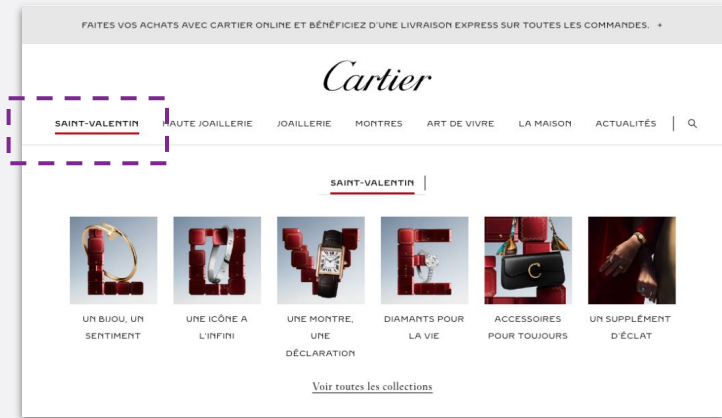 FAITES VOS ACHATS AVEC CARTIER ONLINE ET BÉNÉFICIEZ D'UNE LIVRAISON EXPRESS SUR TOUTES LES COMMANDES. +
Cartier
SAINT-VALENTIN HAUTE JOAILLERIE JOAILLERIE MONTRES ART DE VIVRE LA MAISON ACTUALITÉS
SAINT-VALENTIN
UN BIJOU, UN
SENTIMENT
UNE ICÔNE A
L'INFINI
UNE MONTRE,
UNE
DÉCLARATION
DIAMANTS POUR
LA VIE
ACCESSOIRES
POUR TOUJOURS
UN SUPPLÉMENT
D'ÉCLAT
Voir toutes les collections